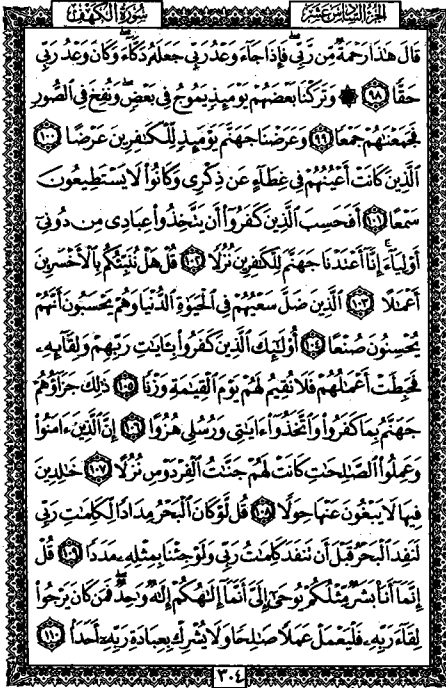 الجزء السادس عشر سورة الكهف
قَالَ هَٰذَا رَحْمَةٌ مِّن رَّبِّي ۖ فَإِذَا جَاءَ وَعْدُ رَبِّي جَعَلَهُ دَكَّاءَ ۖ وَكَانَ وَعْدُ رَبِّي
حَقًّا ٩٨ ۞ وَتَرَكْنَا بَعْضَهُمْ يَوْمَئِذٍ يَمُوجُ فِي بَعْضٍ ۖ وَنُفِخَ فِي الصُّورِ
فَجَمَعْنَاهُمْ جَمْعًا ٩٩ وَعَرَضْنَا جَهَنَّمَ يَوْمَئِذٍ لِّلْكَافِرِينَ عَرْضًا ١٠٠
الَّذِينَ كَانَتْ أَعْيُنُهُمْ فِي غِطَاءٍ عَن ذِكْرِي وَكَانُوا لَا يَسْتَطِيعُونَ
سَمْعًا ١٠١ أَفَحَسِبَ الَّذِينَ كَفَرُوا أَن يَتَّخِذُوا عِبَادِي مِن دُونِي
أَوْلِيَاءَ ۚ إِنَّا أَعْتَدْنَا جَهَنَّمَ لِلْكَافِرِينَ نُزُلًا ١٠٢ قُلْ هَلْ نُنَبِّئُكُم بِالْأَخْسَرِينَ
أَعْمَالًا ١٠٣ الَّذِينَ ضَلَّ سَعْيُهُمْ فِي الْحَيَوٰةِ الدُّنْيَا وَهُمْ يَحْسَبُونَ أَنَّهُمْ
يُحْسِنُونَ صُنْعًا ١٠٤ أُولَٰئِكَ الَّذِينَ كَفَرُوا بِآيَاتِ رَبِّهِمْ وَلِقَائِهِ
فَحَبِطَتْ أَعْمَالُهُمْ فَلَا نُقِيمُ لَهُمْ يَوْمَ الْقِيَامَةِ وَزْنًا ١٠٥ ذَٰلِكَ جَزَاؤُهُمْ
جَهَنَّمُ بِمَا كَفَرُوا وَاتَّخَذُوا آيَاتِي وَرُسُلِي هُزُوًا ١٠٦ إِنَّ الَّذِينَ آمَنُوا
وَعَمِلُوا الصَّالِحَاتِ كَانَتْ لَهُمْ جَنَّاتُ الْفِرْدَوْسِ نُزُلًا ١٠٧ خَالِدِينَ
فِيهَا لَا يَبْغُونَ عَنْهَا حِوَلًا ١٠٨ قُل لَّوْ كَانَ الْبَحْرُ مِدَادًا لِّكَلِمَاتِ رَبِّي
لَنَفِدَ الْبَحْرُ قَبْلَ أَن تَنفَدَ كَلِمَاتُ رَبِّي وَلَوْ جِئْنَا بِمِثْلِهِ مَدَدًا ١٠٩ قُلْ
إِنَّمَا أَنَا بَشَرٌ مِّثْلُكُمْ يُوحَىٰ إِلَيَّ أَنَّمَا إِلَٰهُكُمْ إِلَٰهٌ وَاحِدٌ ۖ فَمَن كَانَ يَرْجُوا
لِقَاءَ رَبِّهِ فَلْيَعْمَلْ عَمَلًا صَالِحًا وَلَا يُشْرِكْ بِعِبَادَةِ رَبِّهِ أَحَدًا ١١٠
٣٠٤